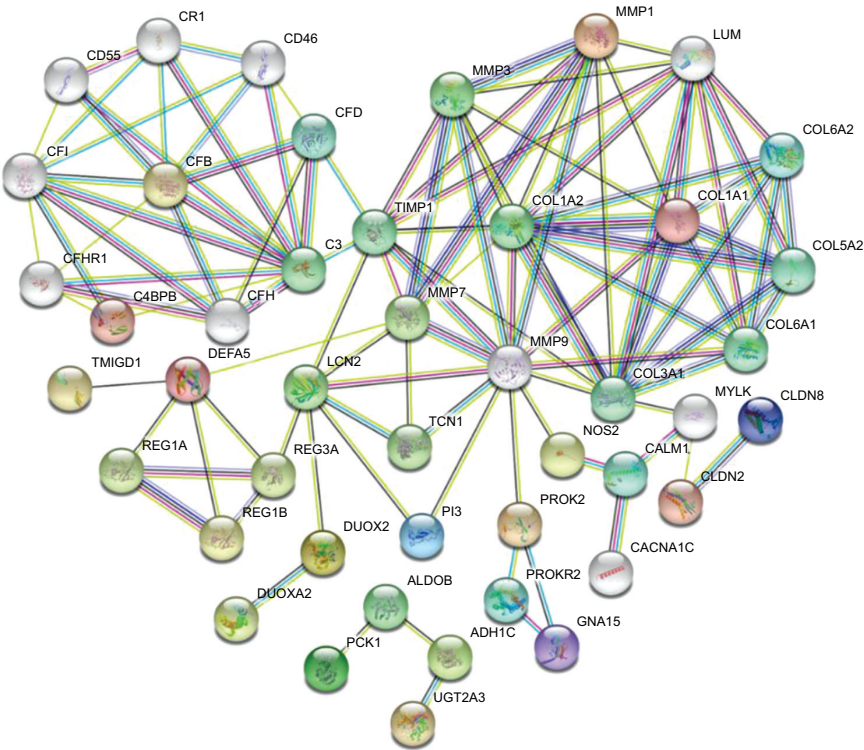 MMP1
CR1
LUM
CD46
CD55
MMP3
CFD
COL6A2
CFI
CFB
COL1A1
TIMP1
COL1A2
C3
COL5A2
CFHR1
MMP7
C4BPB
CFH
COL6A1
MMP9
DEFA5
TMIGD1
LCN2
COL3A1
MYLK
CLDN8
TCN1
NOS2
REG1A
REG3A
CALM1
CLDN2
PROK2
REG1B
PI3
DUOX2
CACNA1C
PROKR2
ALDOB
DUOXA2
GNA15
ADH1C
PCK1
UGT2A3